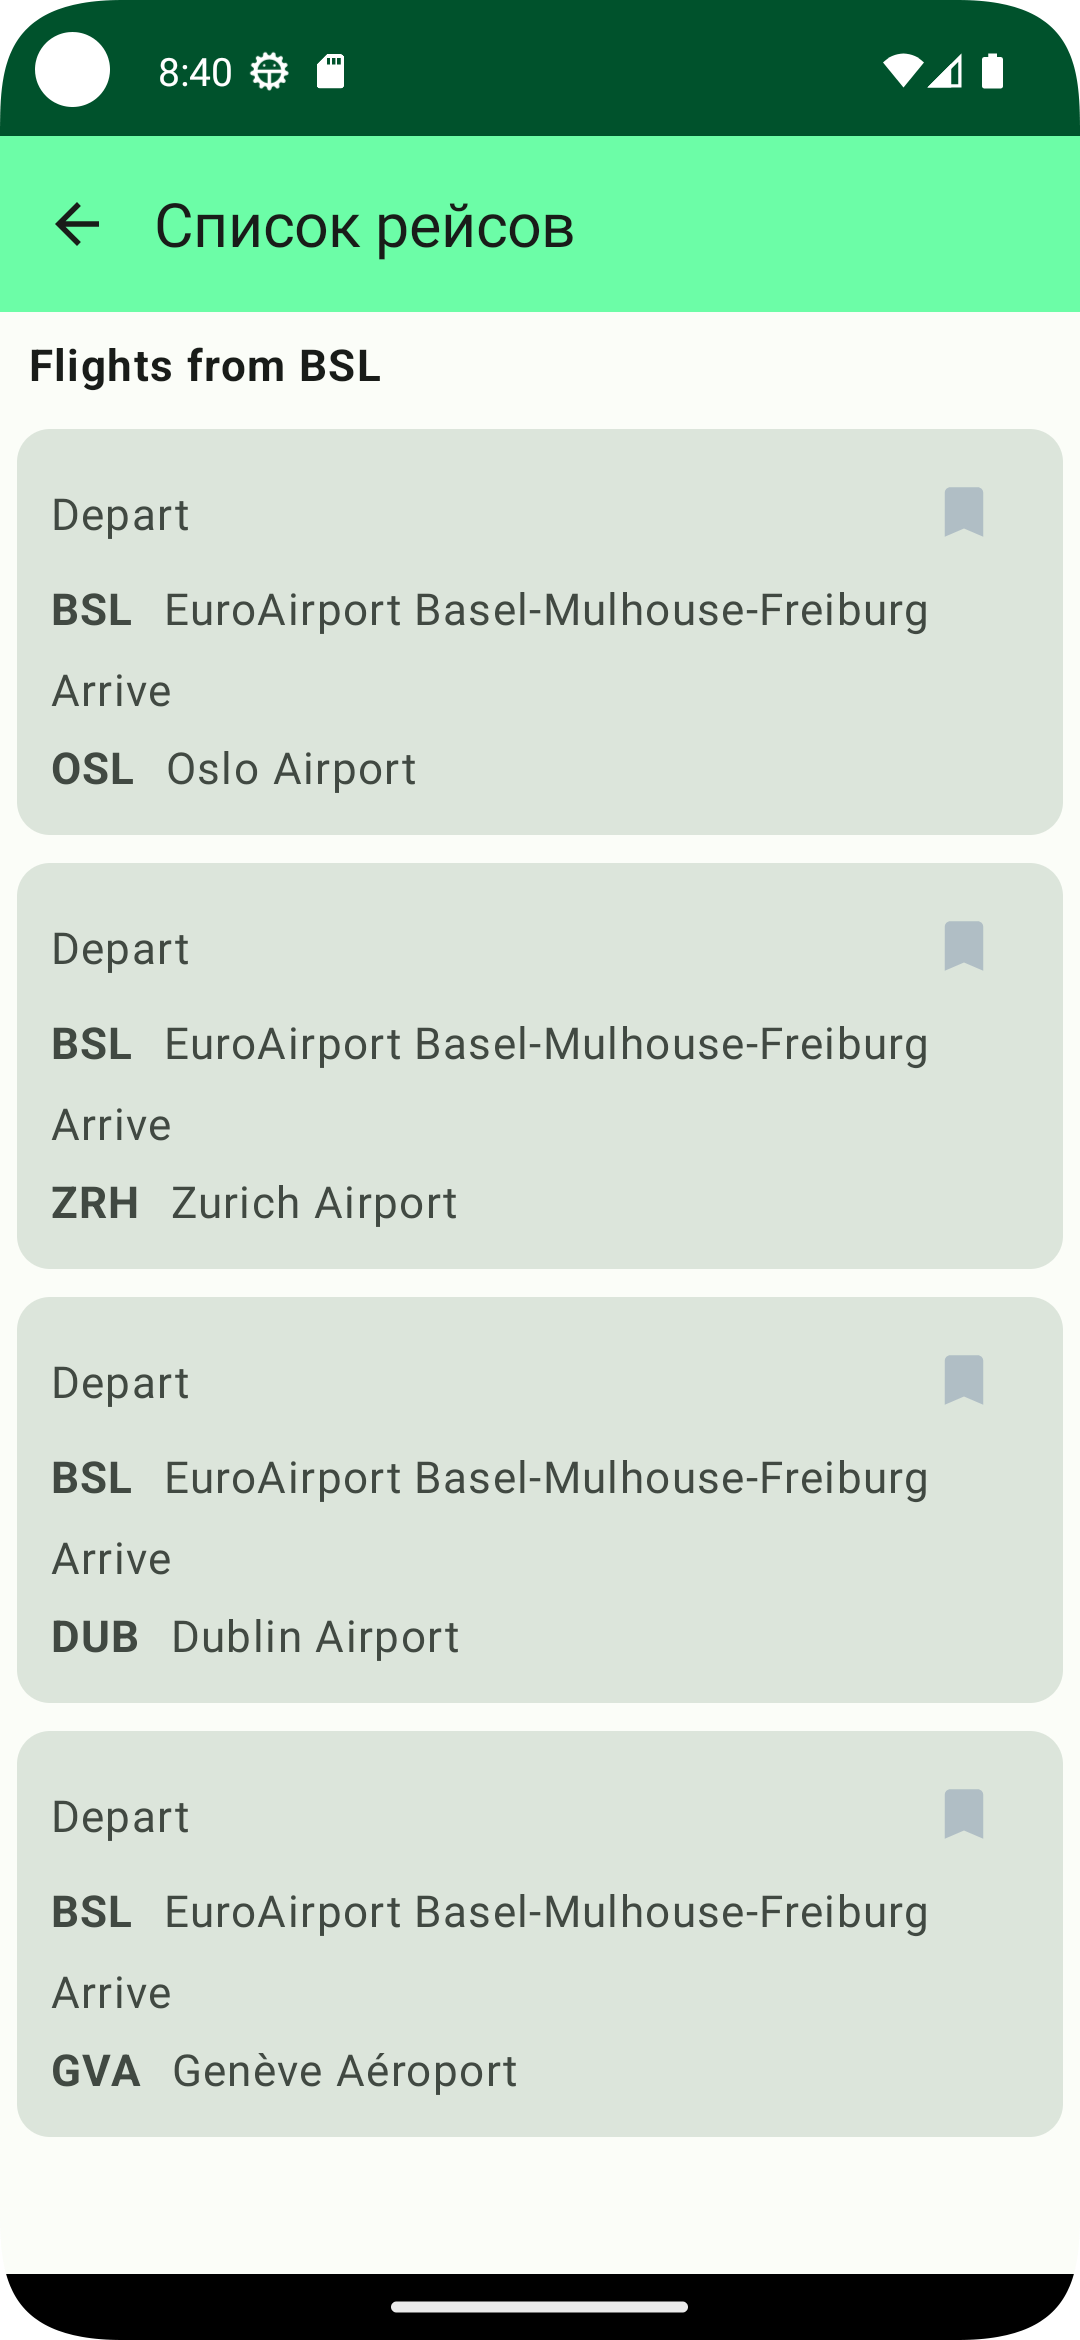 8:40
Список рейсов
Flights from BSL
Depart
BSL EuroAirport Basel-Mulhouse-Freiburg
Arrive
OSL Oslo Airport
Depart
BSL EuroAirport Basel-Mulhouse-Freiburg
Arrive
ZRH Zurich Airport
Depart
BSL EuroAirport Basel-Mulhouse-Freiburg
Arrive
DUB Dublin Airport
Depart
BSL EuroAirport Basel-Mulhouse-Freiburg
Arrive
GVA Genève Aéroport